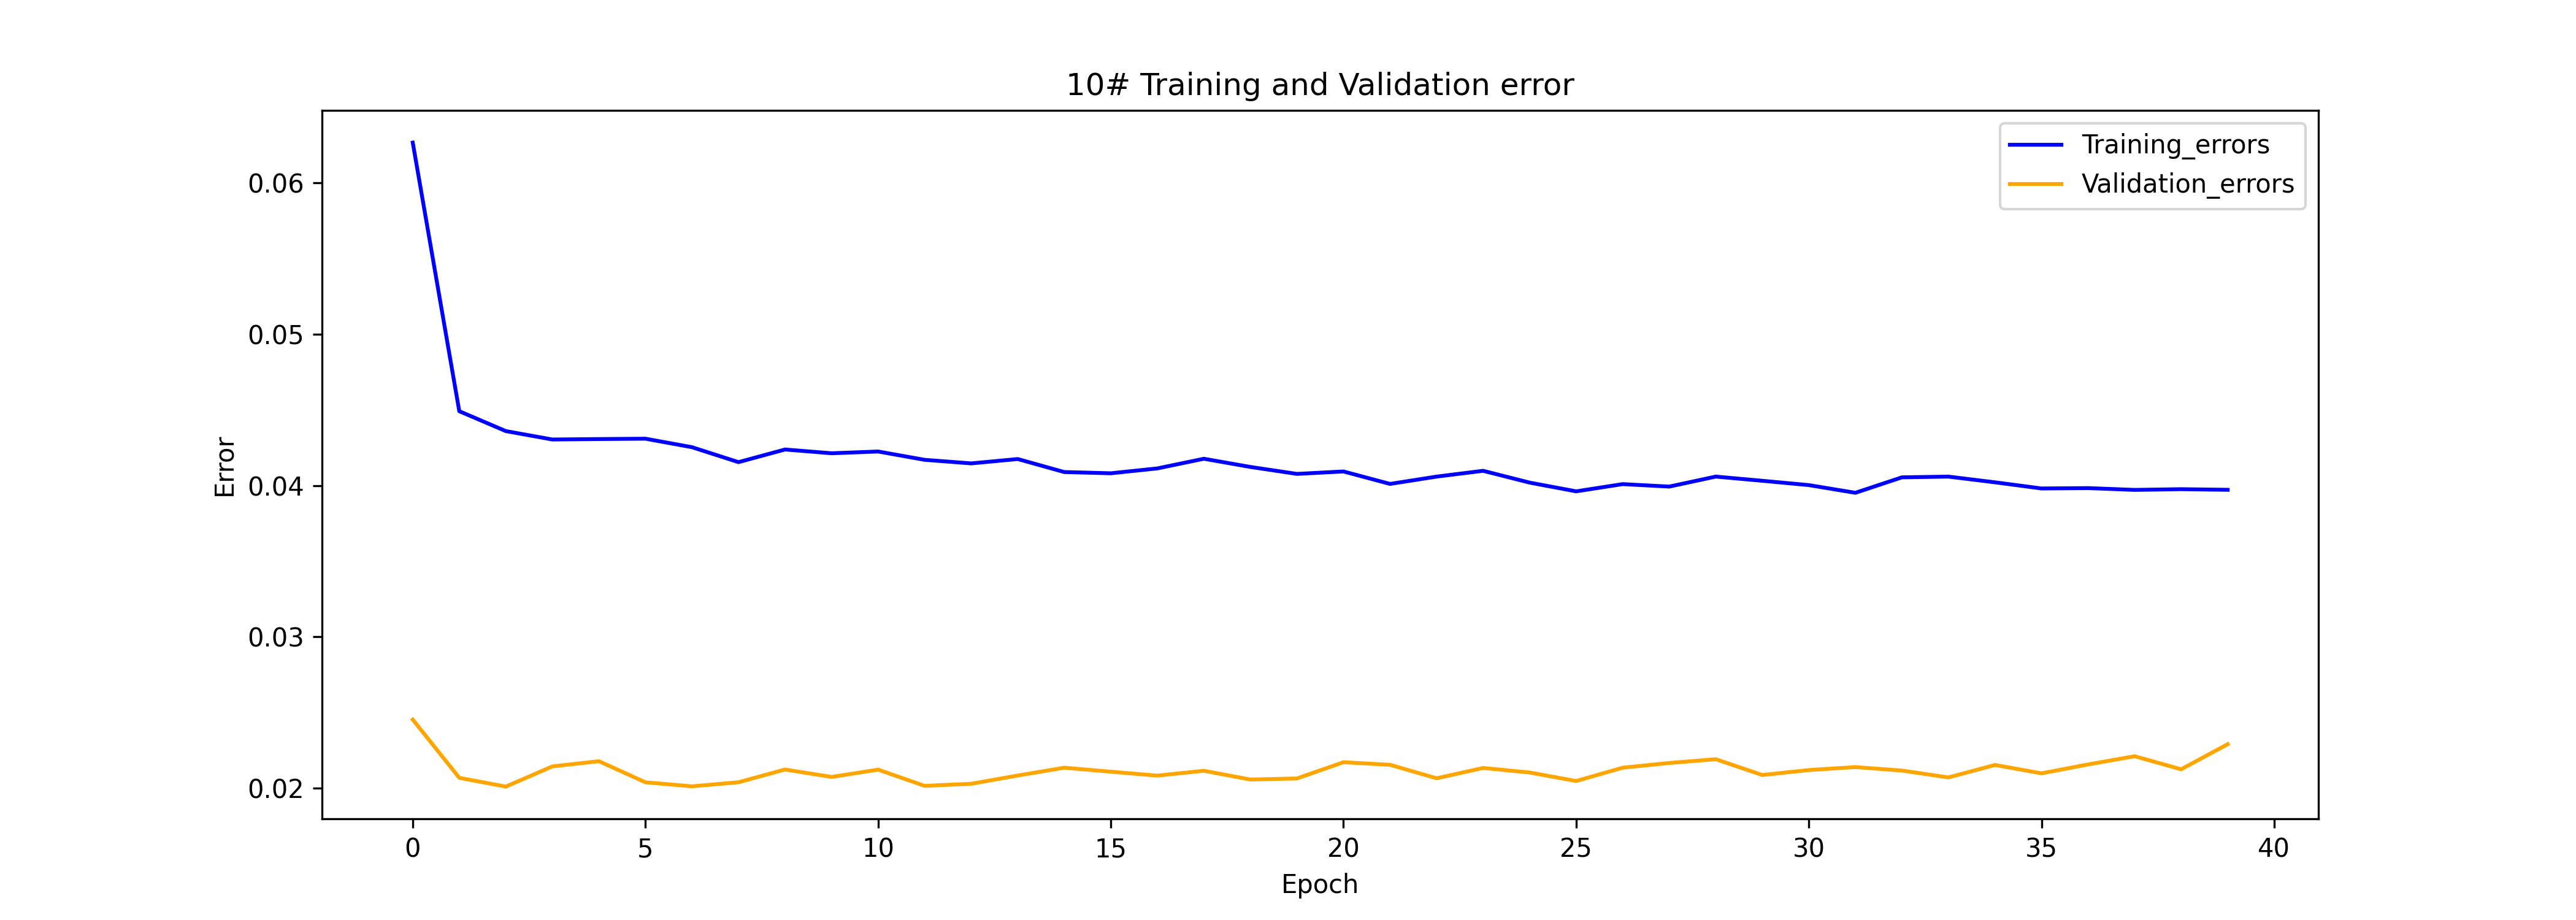 10# Training and Validation error
Training_errors
Validation_errors
0.06
0.05
0.04
0.03
0.02
Error
0 5 10 15 20 25 30 35 40
Epoch